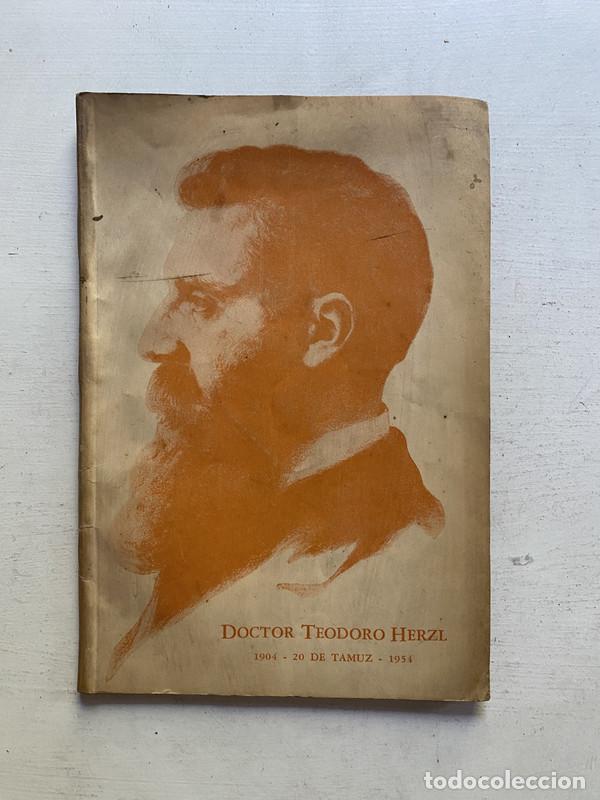 DOCTOR TEODORO HERZL
1904 - 20 DE TAMUZ - 1954
todocoleccion